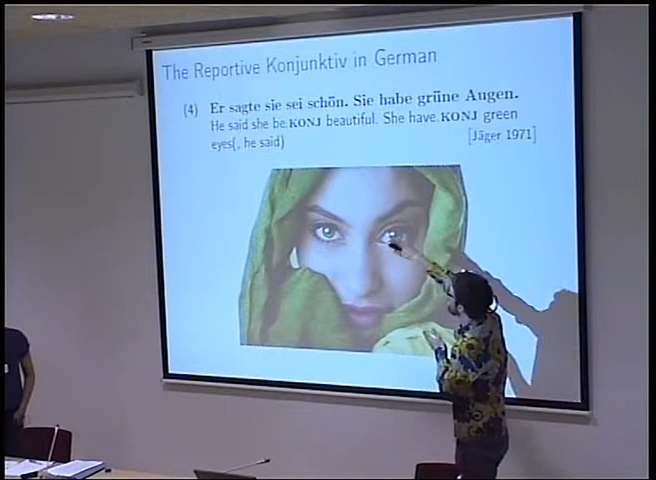 The Reportive Konjunktiv in German
(4) Er sagte sie sei schön. Sie habe grüne Augen.
He said she be.KONJ beautiful. She have.KONJ green
eyes(, he said) [Jäger 1971]